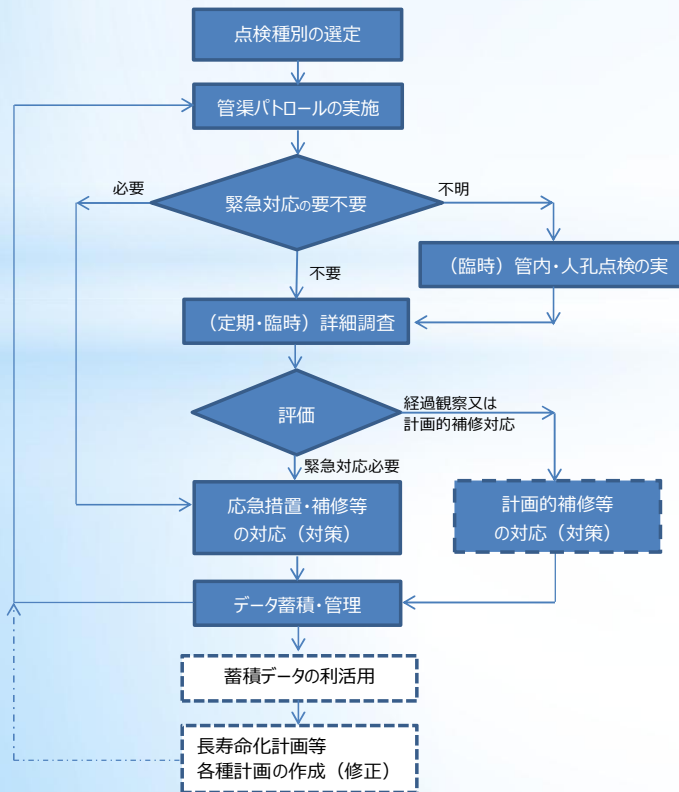 点検種別の選定
管渠パトロールの実施
必要
緊急対応の要不要
不明
不要
（臨時）管内・人孔点検の実
（定期・臨時）詳細調査
評価
経過観察又は
計画的補修対応
緊急対応必要
応急措置・補修等
の対応（対策）
計画的補修等
の対応（対策）
データ蓄積・管理
蓄積データの利活用
長寿命化計画等
各種計画の作成（修正）